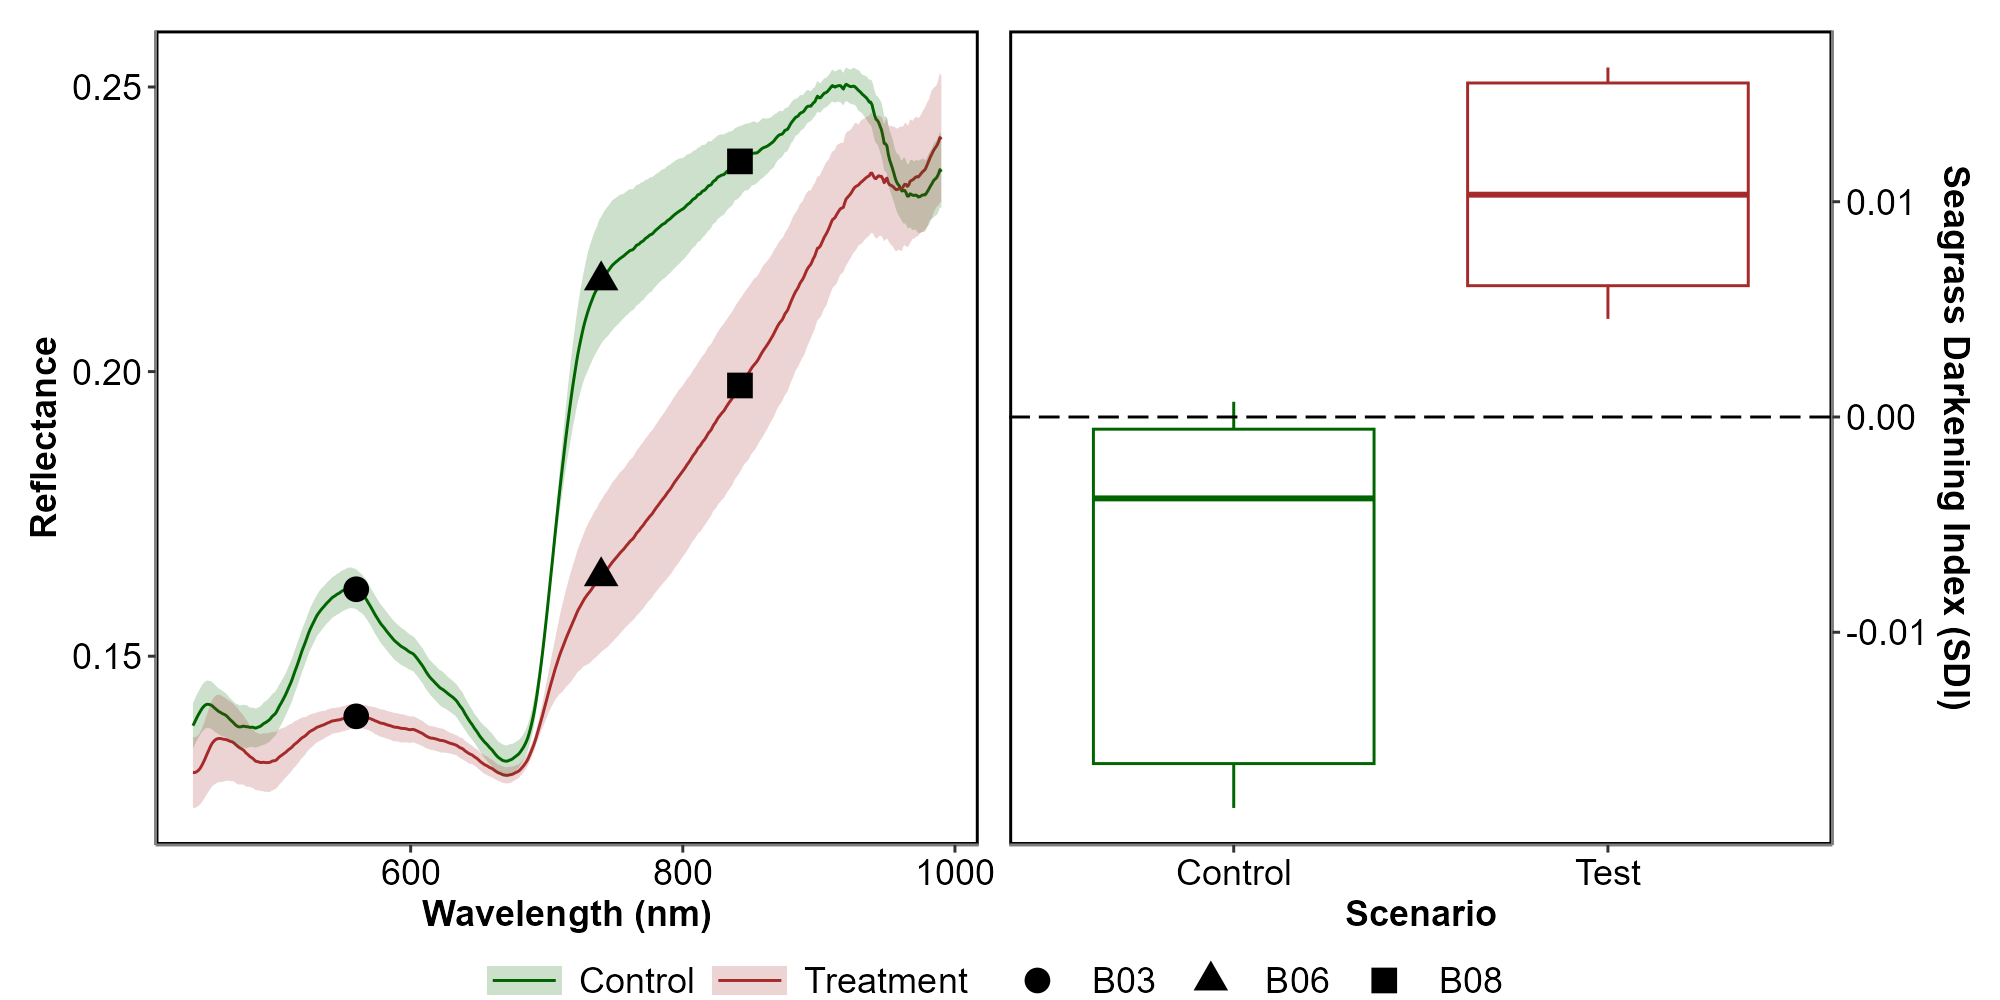 0.25
0.20
0.15
Reflectance
600
800
1000
Wavelength (nm)
0.01
0.00
-0.01
Seagrass Darkening Index (SDI)
Control
Test
Scenario
Control Treatment B03 B06 B08